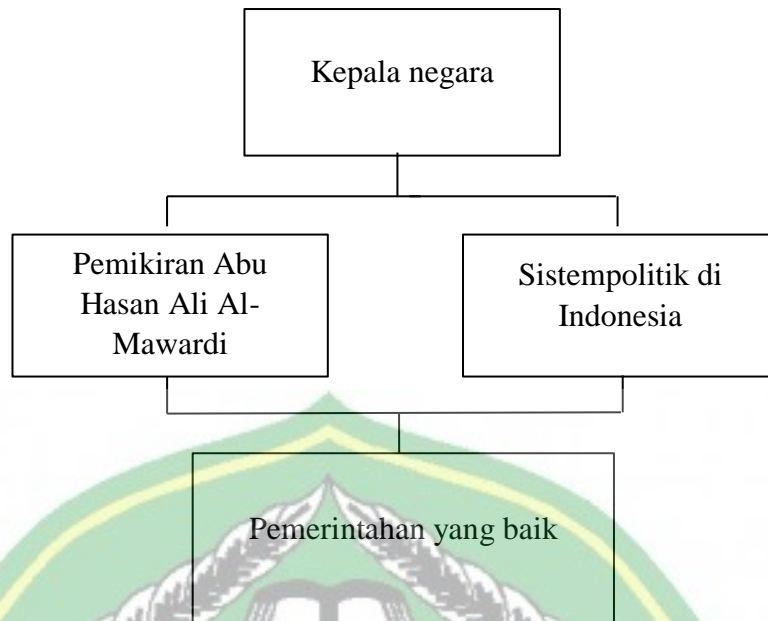 Kepala negara
Pemikiran Abu
Hasan Ali Al-
Mawardi
Sistempolitik di
Indonesia
Pemerintahan yang baik